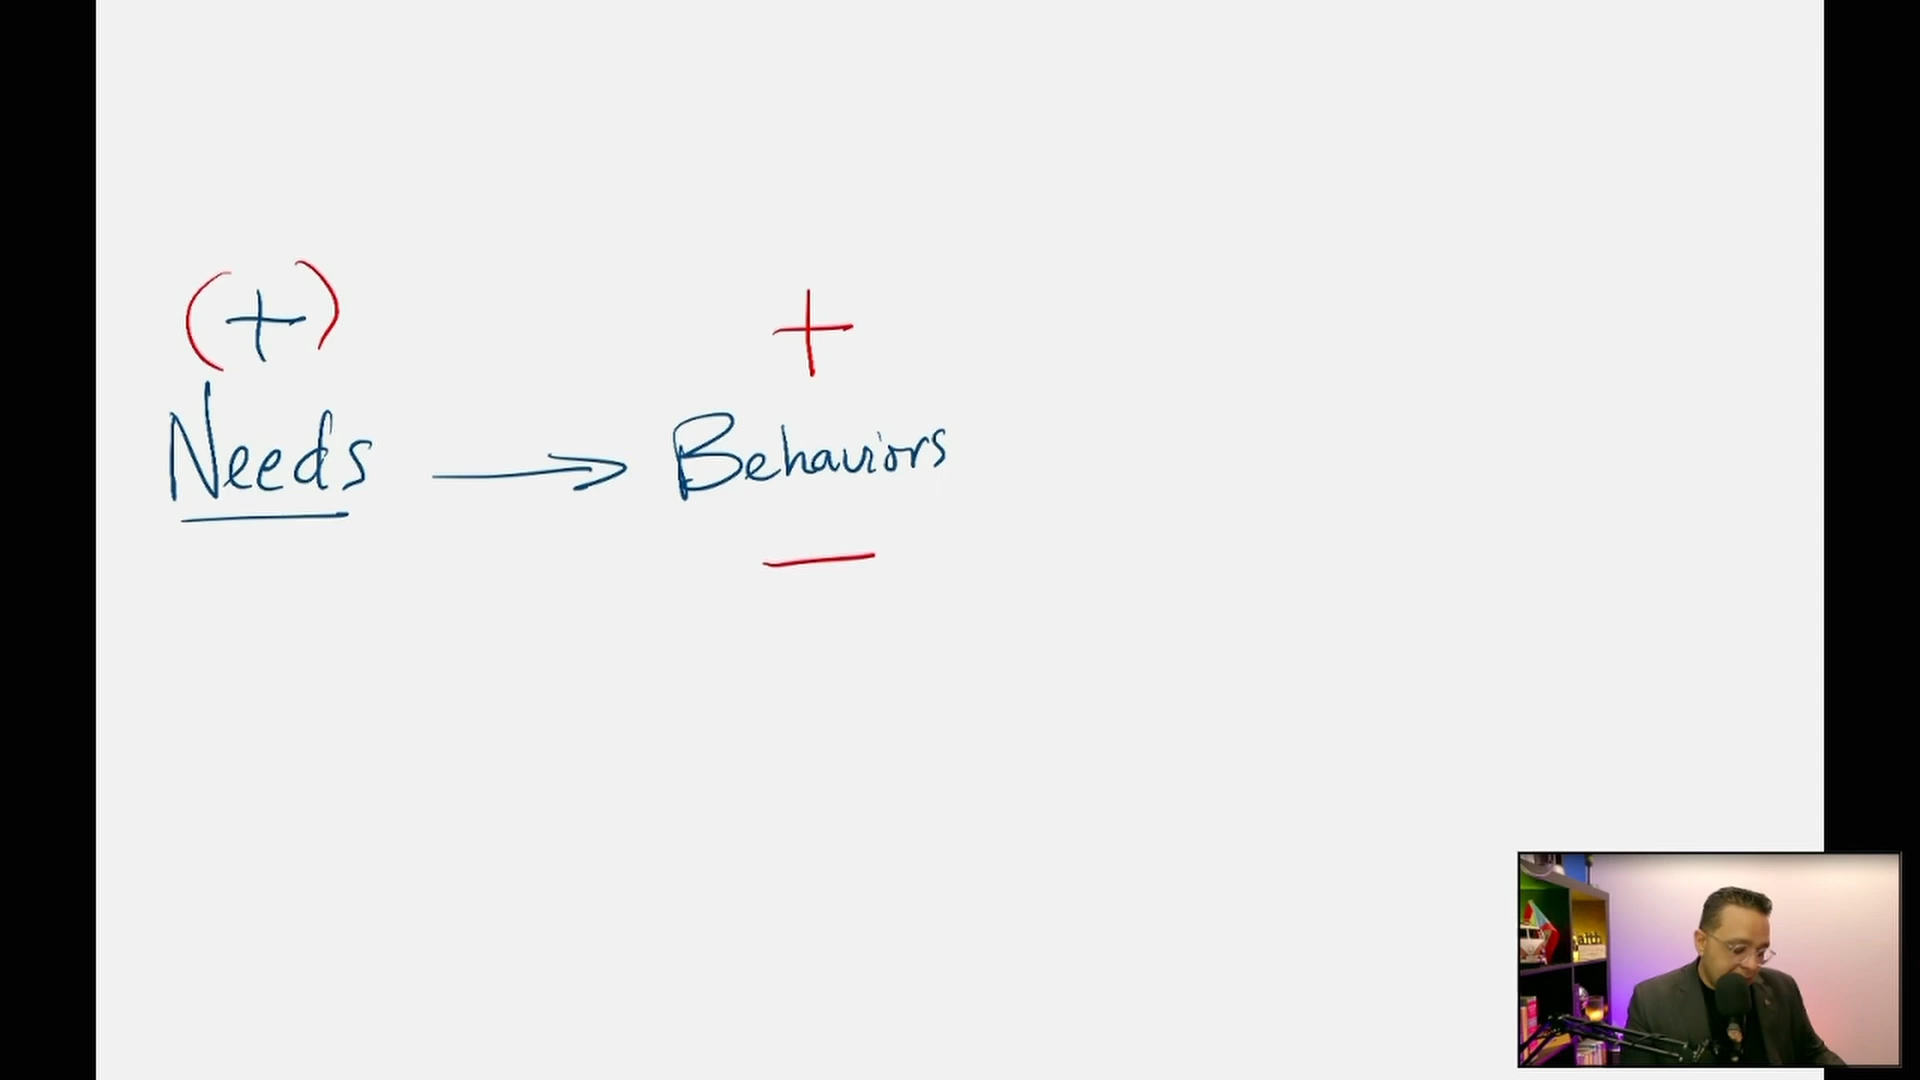 (+) +
Needs → Behaviors
—